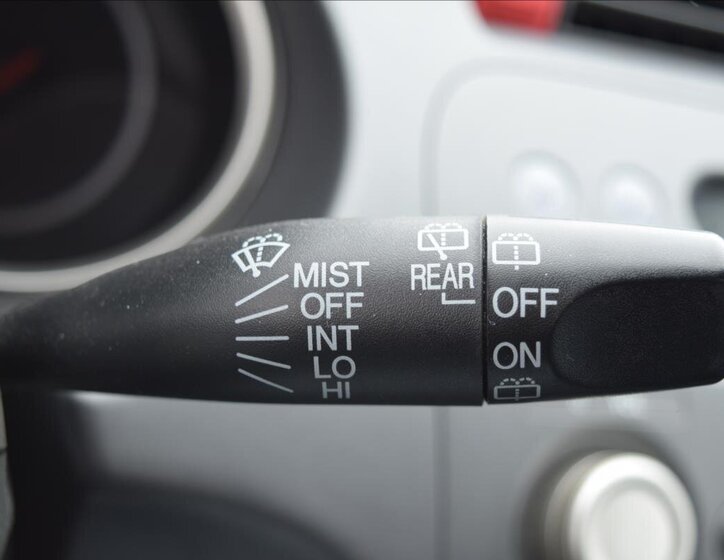 MIST
OFF
INT
LO
HI
REAR
OFF
ON